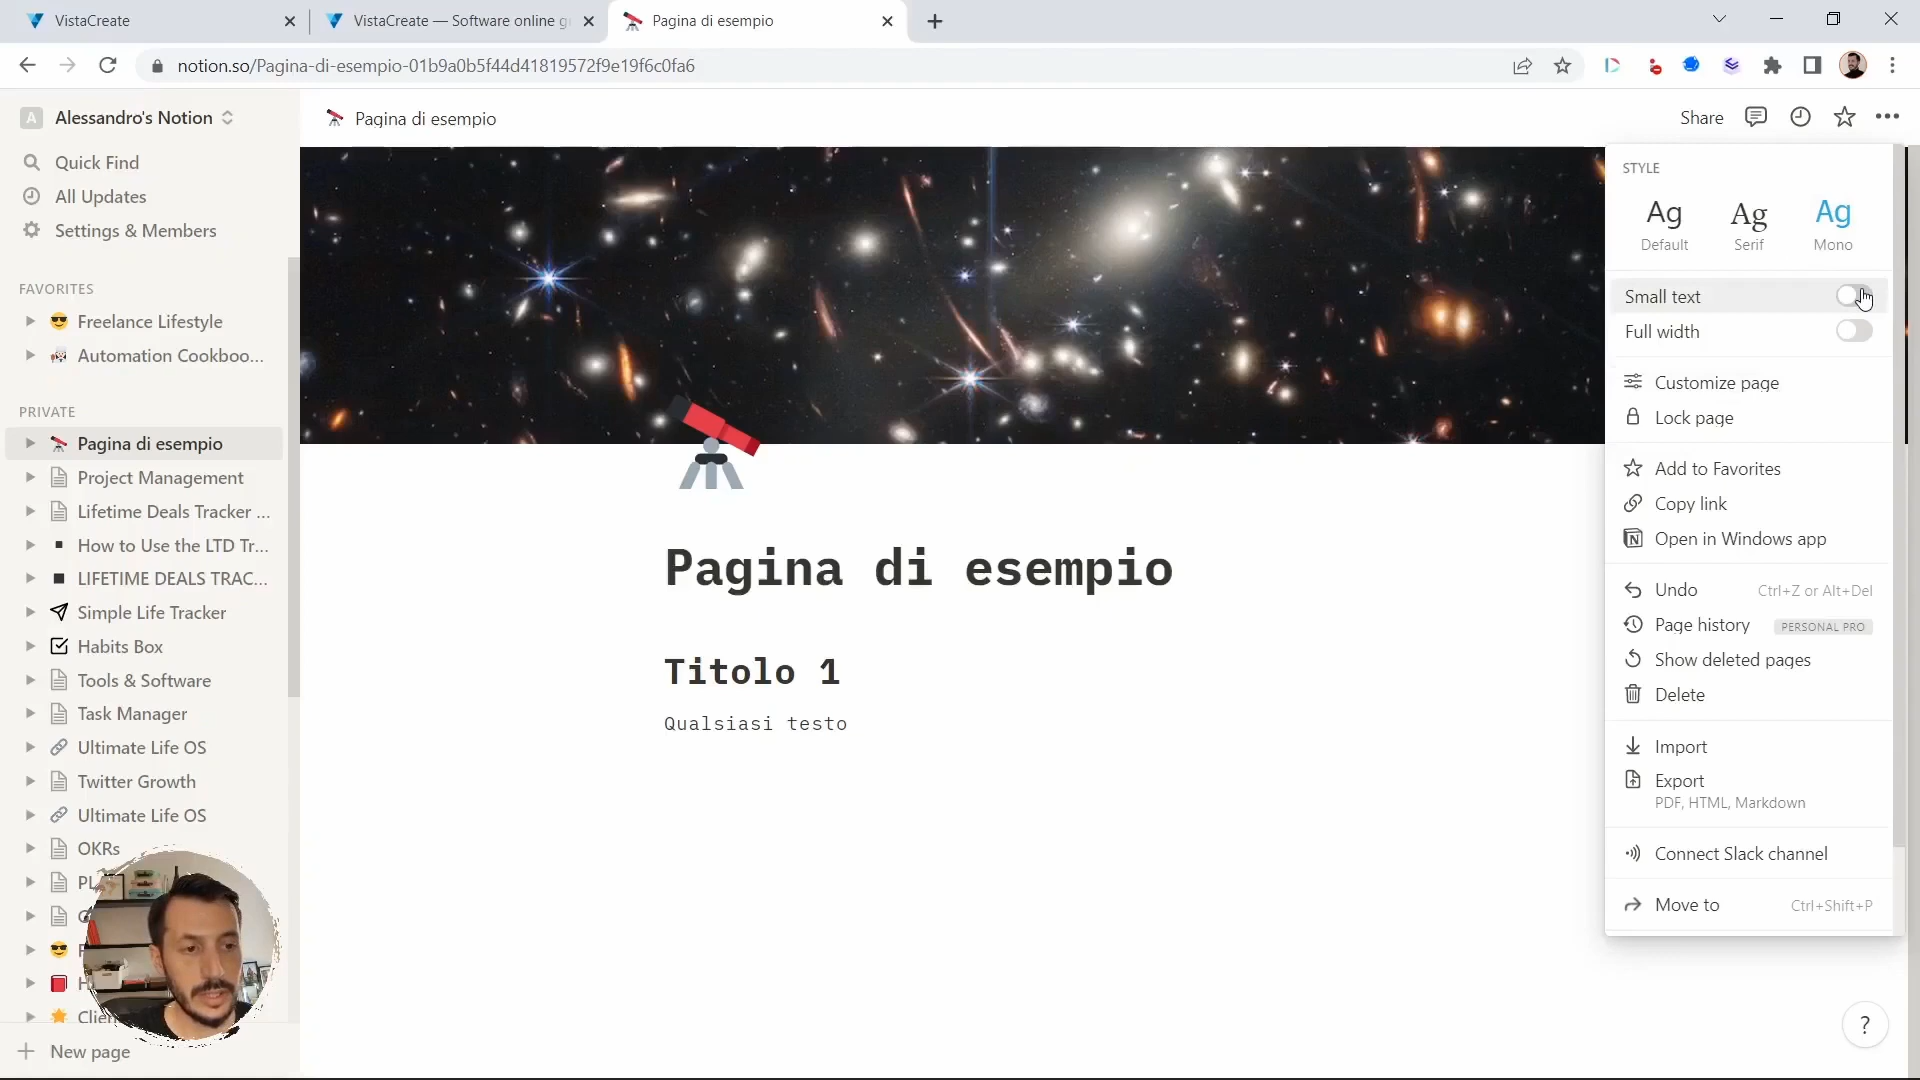 VistaCreate
VistaCreate — Software online g
Pagina di esempio
notion.so/Pagina-di-esempio-01b9a0b5f44d41819572f9e19f6c0fa6
A Alessandro's Notion
Pagina di esempio
Share
Quick Find
All Updates
Settings & Members
FAVORITES
Freelance Lifestyle
Automation Cookboo...
PRIVATE
Pagina di esempio
Project Management
Lifetime Deals Tracker ...
How to Use the LTD Tr...
LIFETIME DEALS TRAC...
Simple Life Tracker
Habits Box
Tools & Software
Task Manager
Ultimate Life OS
Twitter Growth
Ultimate Life OS
OKRs
PL
Clien
New page
Pagina di esempio
Titolo 1
Qualsiasi testo
STYLE
Ag Ag Ag
Default Serif Mono
Small text
Full width
Customize page
Lock page
Add to Favorites
Copy link
Open in Windows app
Undo Ctrl+Z or Alt+Del
Page history PERSONAL PRO
Show deleted pages
Delete
Import
Export
PDF, HTML, Markdown
Connect Slack channel
Move to Ctrl+Shift+P
?